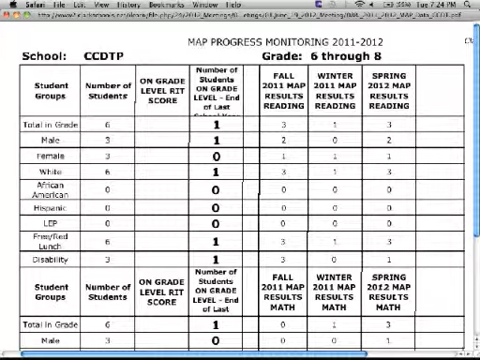 Safari File Edit View History Bookmarks Window Help (39%) Tue 7:24 PM
MAP PROGRESS MONITORING 2011-2012
School: CCDTP Grade: 6 through 8
Student Groups Number of Students ON GRADE LEVEL RIT SCORE Number of Students ON GRADE LEVEL - End of Last FALL 2011 MAP RESULTS READING WINTER 2011 MAP RESULTS READING SPRING 2012 MAP RESULTS READING
Total in Grade 6 1 3 1 3
Male 3 1 2 0 2
Female 3 0 1 1 1
White 6 1 3 1 3
African American 0 0 0 0 0
Hispanic 0 0 0 0 0
LEP 0 0 0 0 0
Free/Red Lunch 6 1 3 1 3
Disability 3 1 3 0 1
Student Groups Number of Students ON GRADE LEVEL RIT SCORE Number of Students ON GRADE LEVEL - End of Last FALL 2011 MAP RESULTS MATH WINTER 2011 MAP RESULTS MATH SPRING 2012 MAP RESULTS MATH
Total in Grade 6 1 0 1 3
Male 3 0 0 1 1